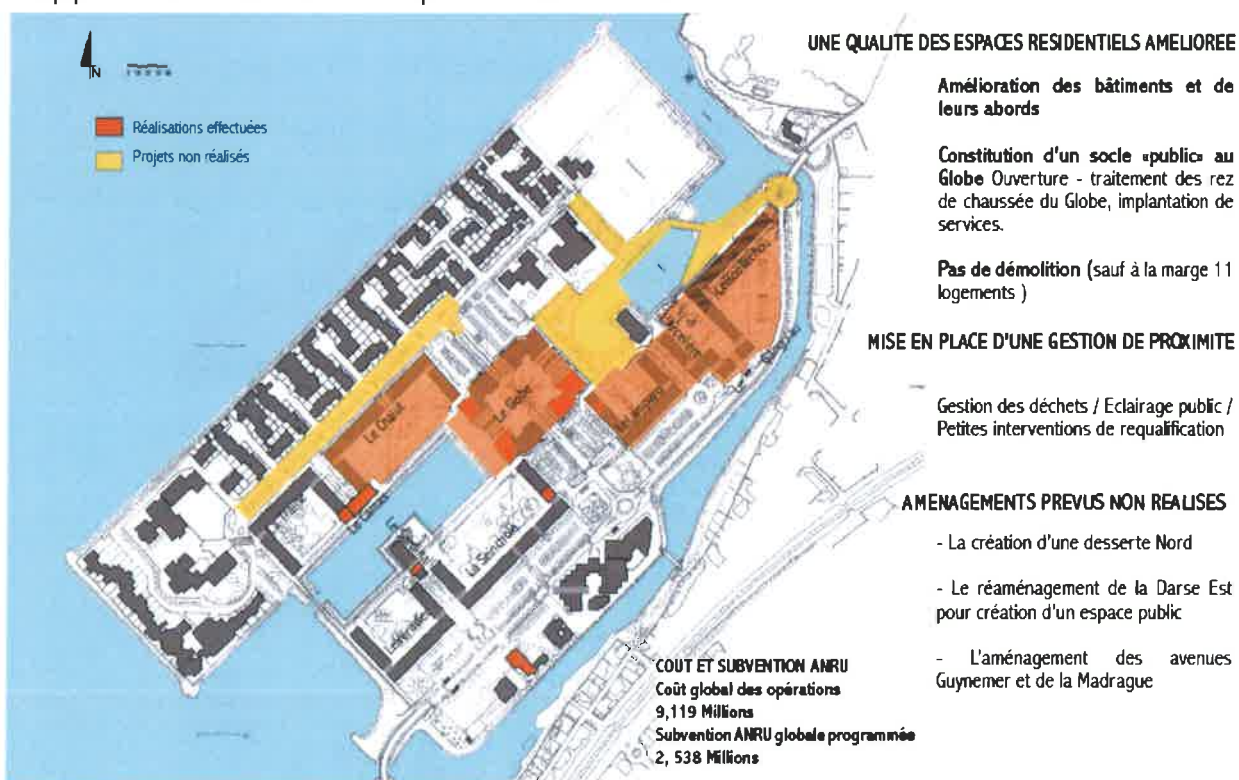 N
Réalisations effectuées
Projets non réalisés
Le Chalut
Le Globe
La Sardine
UNE QUALITE DES ESPACES RESIDENTIELS AMELIOREE
Amélioration des bâtiments et de
leurs abords
Constitution d'un socle «public» au
Globe Ouverture - traitement des rez
de chaussée du Globe, implantation de
services.
Pas de démolition (sauf à la marge 11
logements )
MISE EN PLACE D'UNE GESTION DE PROXIMITE
Gestion des déchets / Eclairage public /
Petites interventions de requalification
AMENAGEMENTS PREVUS NON REALISES
- La création d'une desserte Nord
- Le réaménagement de la Darse Est
pour création d'un espace public
- L'aménagement des avenues
Guynemer et de la Madrague
COUT ET SUBVENTION ANRU
Coût global des opérations
9,119 Millions
Subvention ANRU globale programmée
2, 538 Millions